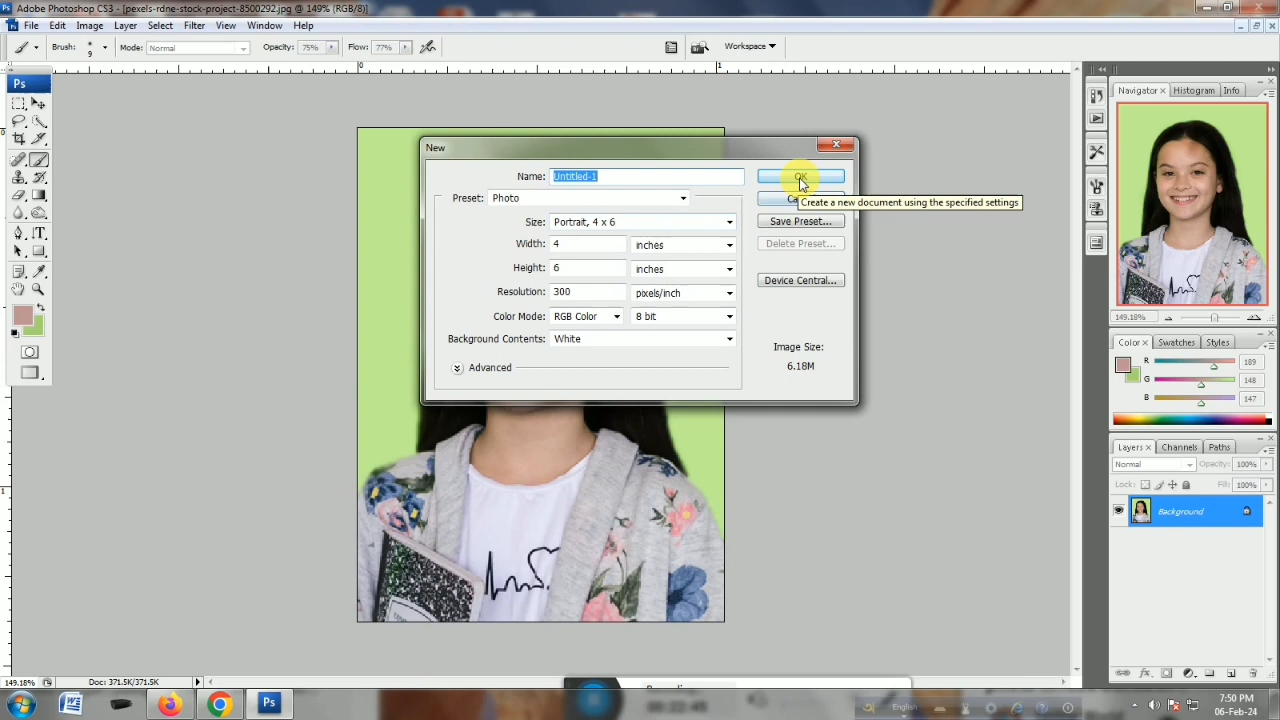 Adobe Photoshop CS3 - [pexels-rdne-stock-project-8500292.jpg @ 149% (RGB/8)]
File Edit Image Layer Select Filter View Window Help
Brush: 9 Mode: Normal Opacity: 75% Flow: 77% Workspace
0 1
Ps
Navigator x Histogram Info
New
Name: Untitled-1 OK
Preset: Photo
Create a new document using the specified settings
Size: Portrait, 4 x 6 Save Preset...
Width: 4 inches Delete Preset...
Height: 6 inches
Device Central...
Resolution: 300 pixels/inch
Color Mode: RGB Color 8 bit
Background Contents: White Image Size:
6.18M
Advanced
149.18%
Color x Swatches Styles
R 189
G 148
B 147
Layers x Channels Paths
Normal Opacity: 100%
Lock: Fill: 100%
Background
149.18% Doc: 371.5K/371.5K
English
7:50 PM
06-Feb-24